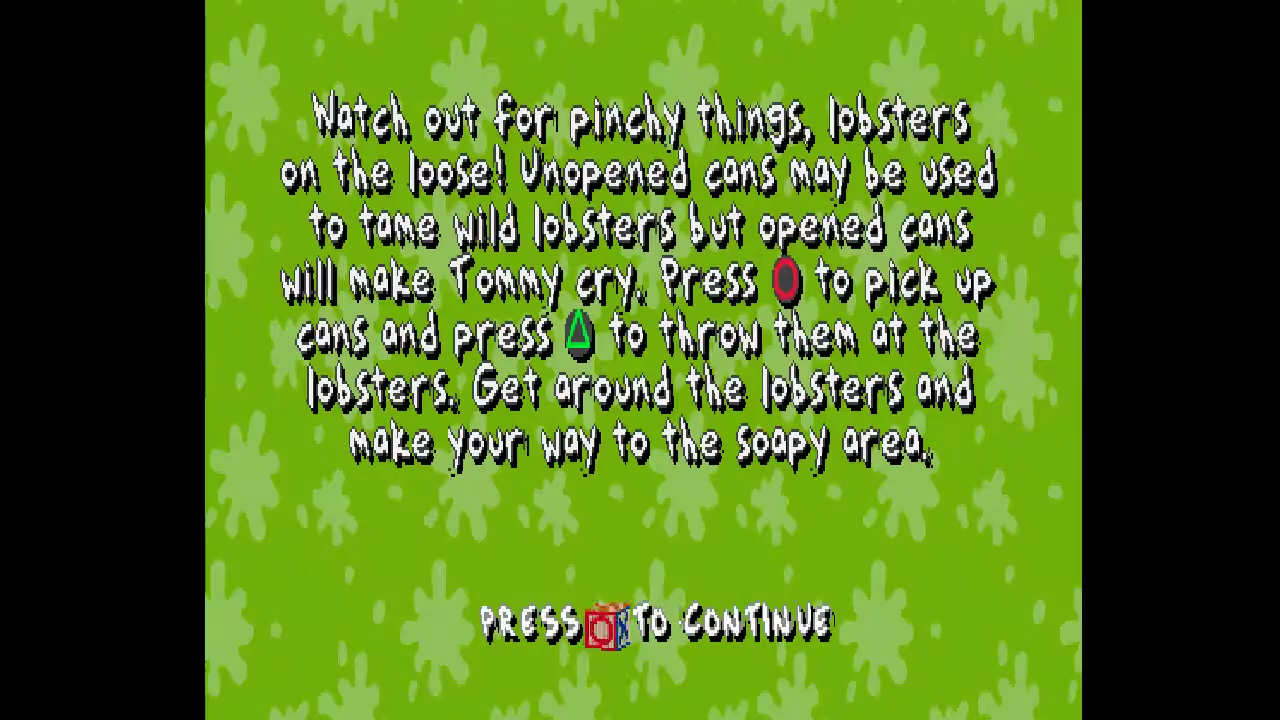 Watch out for pinchy things, lobsters
on the loose! Unopened cans may be used
to tame wild lobsters but opened cans
will make Tommy cry. Press to pick up
cans and press to throw them at the
lobsters. Get around the lobsters and
make your way to the soapy area.
PRESS TO CONTINUE